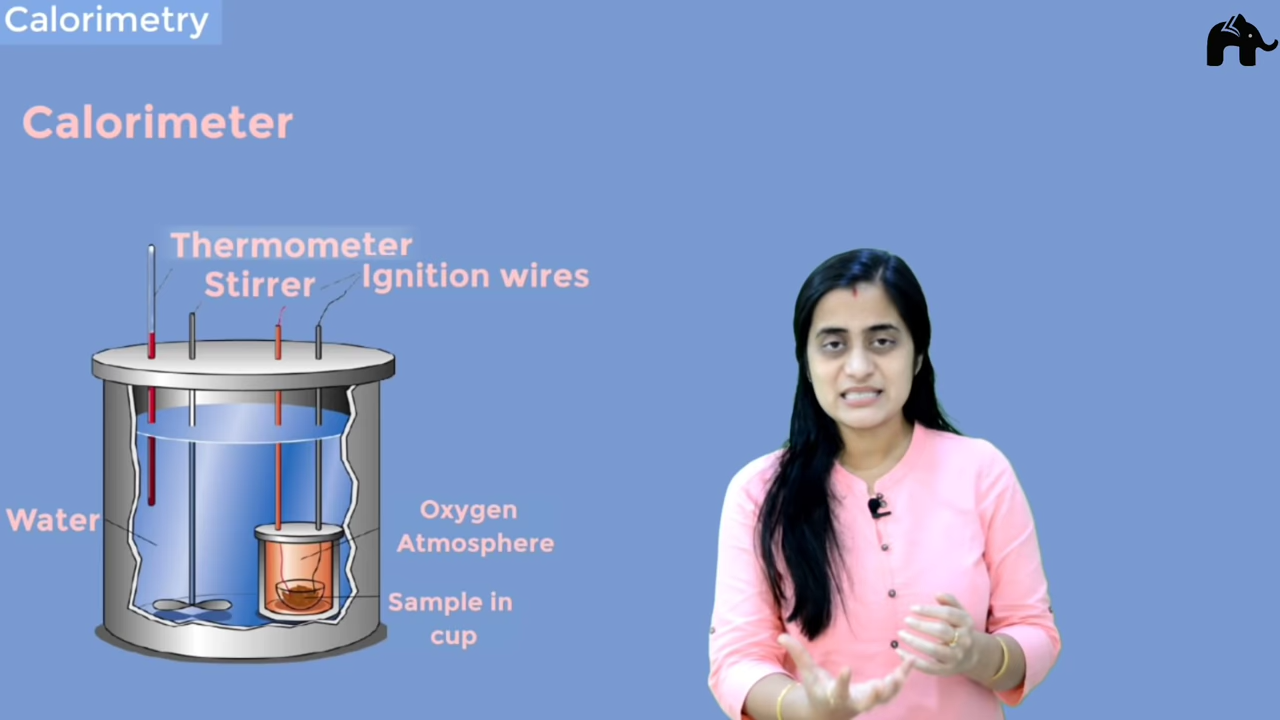 Calorimetry
Calorimeter
Thermometer
Stirrer
Ignition wires
Water
Oxygen
Atmosphere
Sample in
cup